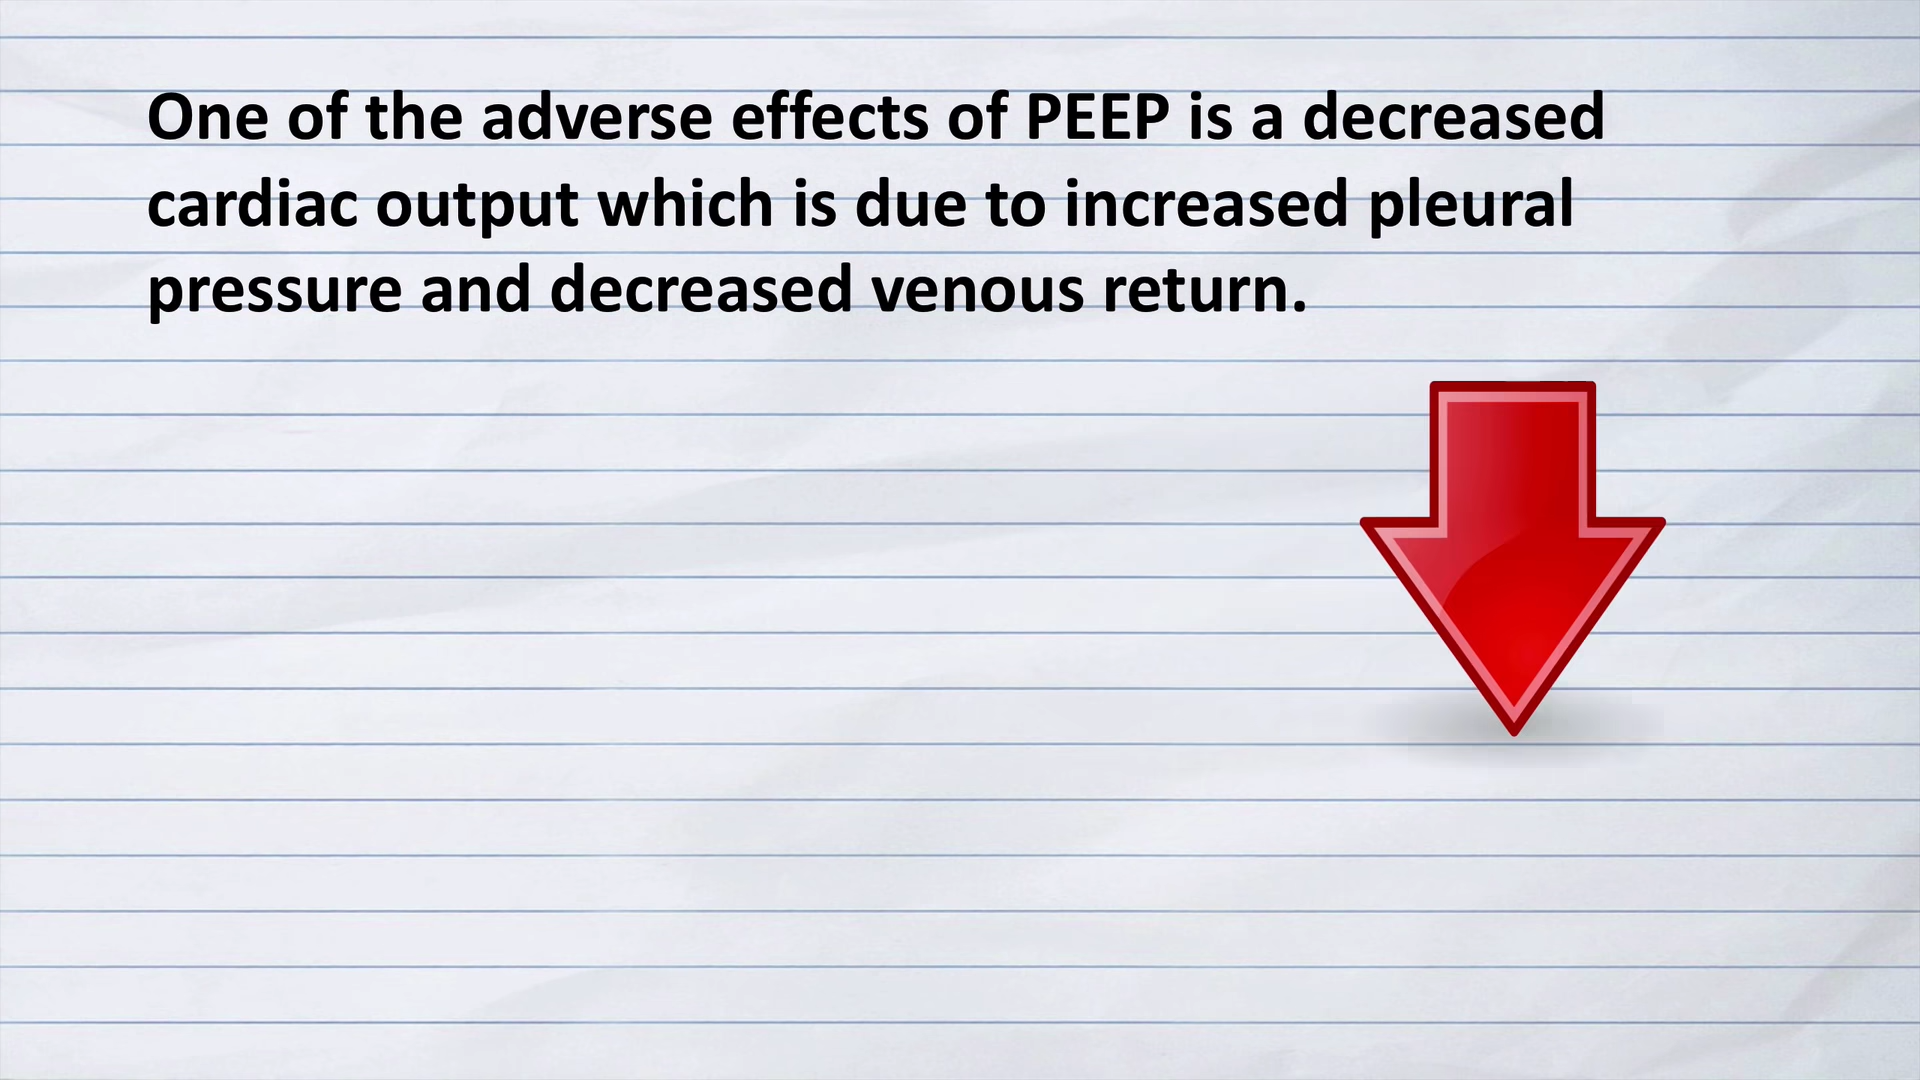 One of the adverse effects of PEEP is a decreased
cardiac output which is due to increased pleural
pressure and decreased venous return.